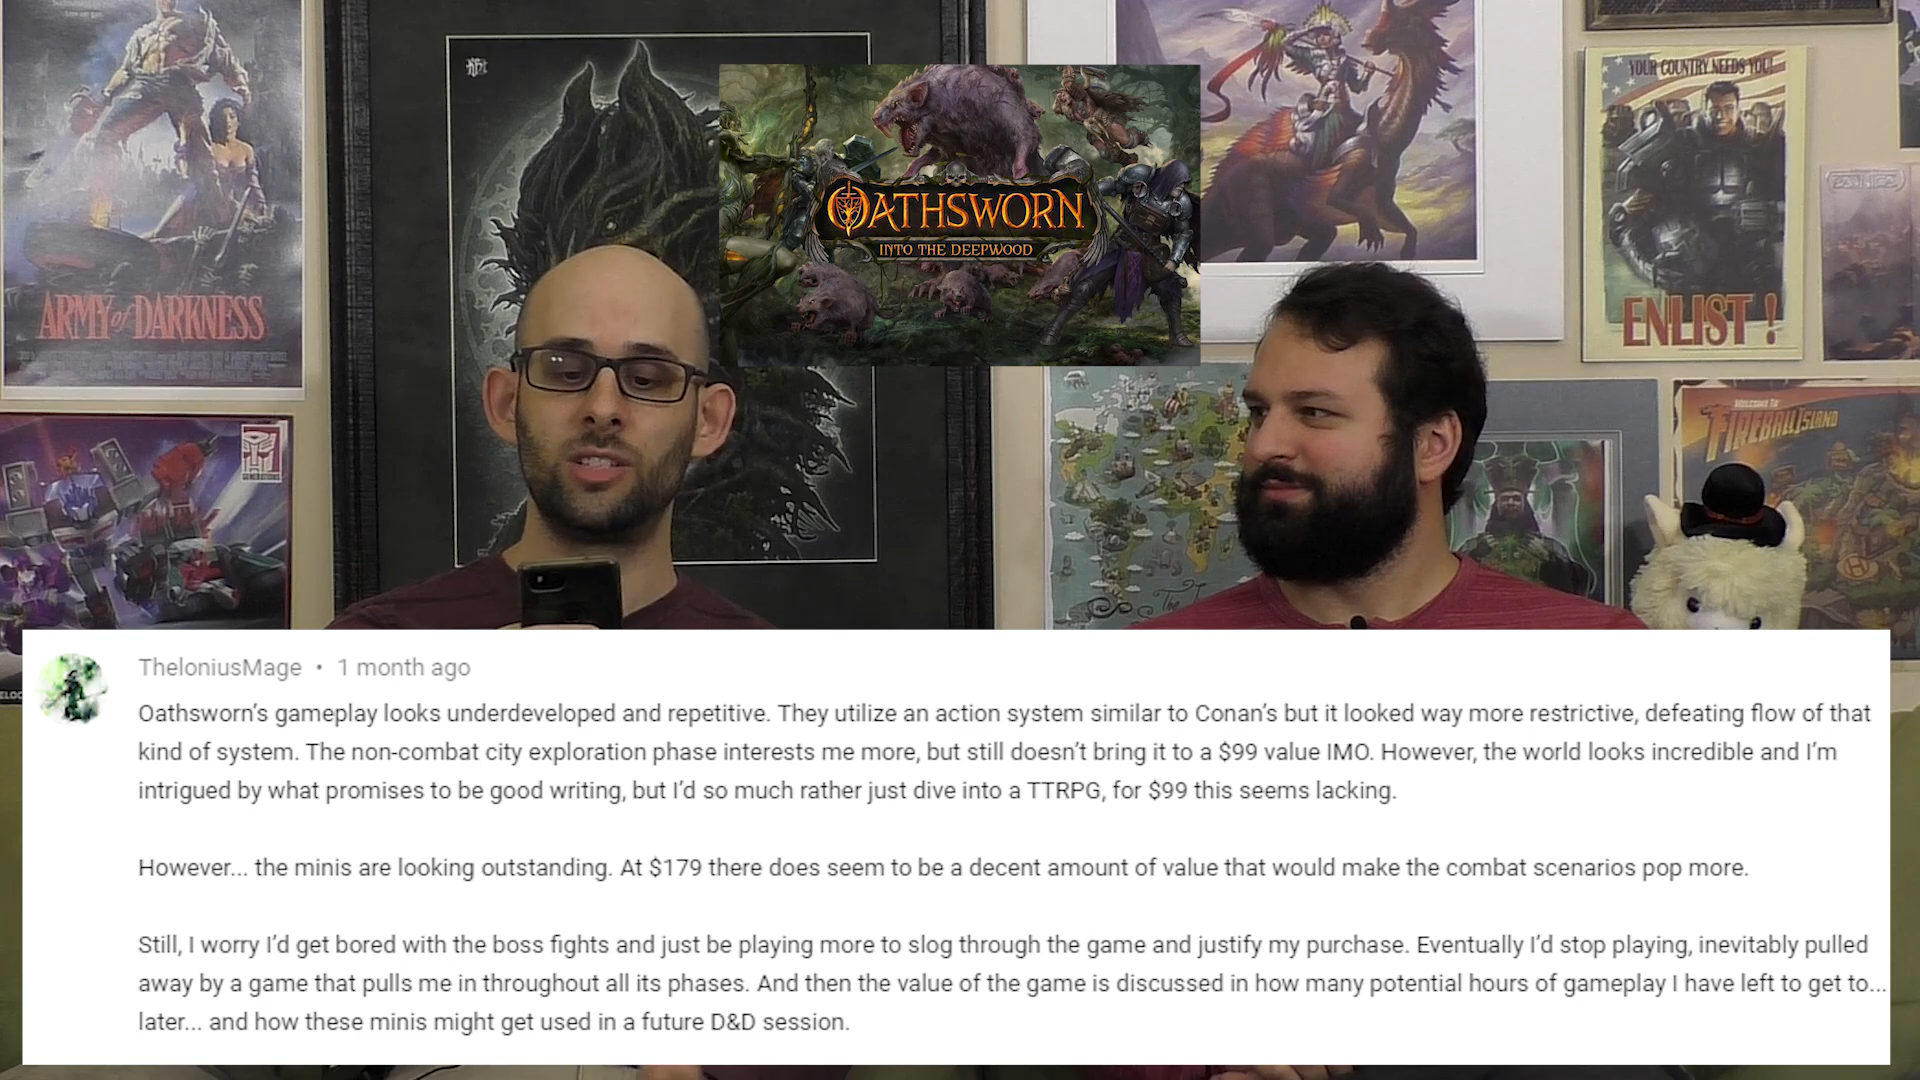 ARMY of DARKNESS
OATHSWORN
INTO THE DEEPWOOD
YOUR COUNTRY NEEDS YOU!
ENLIST !
WELCOME TO
FIREBALL ISLAND
GENERATIONS
TheloniusMage • 1 month ago
Oathsworn’s gameplay looks underdeveloped and repetitive. They utilize an action system similar to Conan’s but it looked way more restrictive, defeating flow of that
kind of system. The non-combat city exploration phase interests me more, but still doesn’t bring it to a $99 value IMO. However, the world looks incredible and I’m
intrigued by what promises to be good writing, but I’d so much rather just dive into a TTRPG, for $99 this seems lacking.
However... the minis are looking outstanding. At $179 there does seem to be a decent amount of value that would make the combat scenarios pop more.
Still, I worry I’d get bored with the boss fights and just be playing more to slog through the game and justify my purchase. Eventually I’d stop playing, inevitably pulled
away by a game that pulls me in throughout all its phases. And then the value of the game is discussed in how many potential hours of gameplay I have left to get to...
later... and how these minis might get used in a future D&D session.